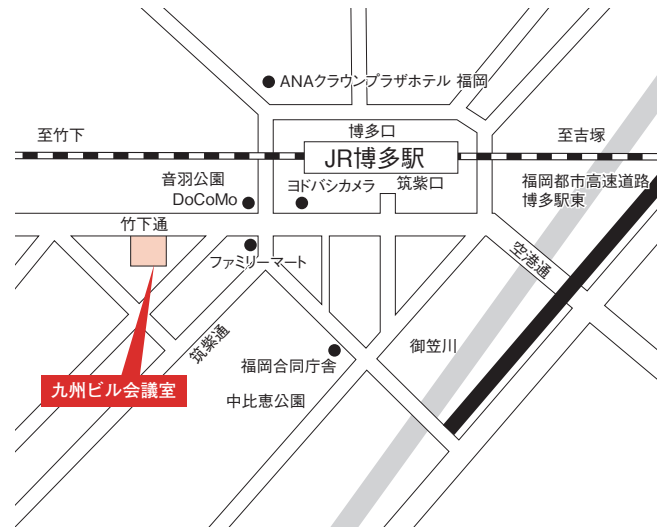 ANAクラウンプラザホテル 福岡
博多口
至竹下
至吉塚
JR博多駅
音羽公園
DoCoMo
ヨドバシカメラ
筑紫口
福岡都市高速道路
博多駅東
竹下通
ファミリーマート
空港通
筑紫通
御笠川
福岡合同庁舎
九州ビル会議室
中比恵公園